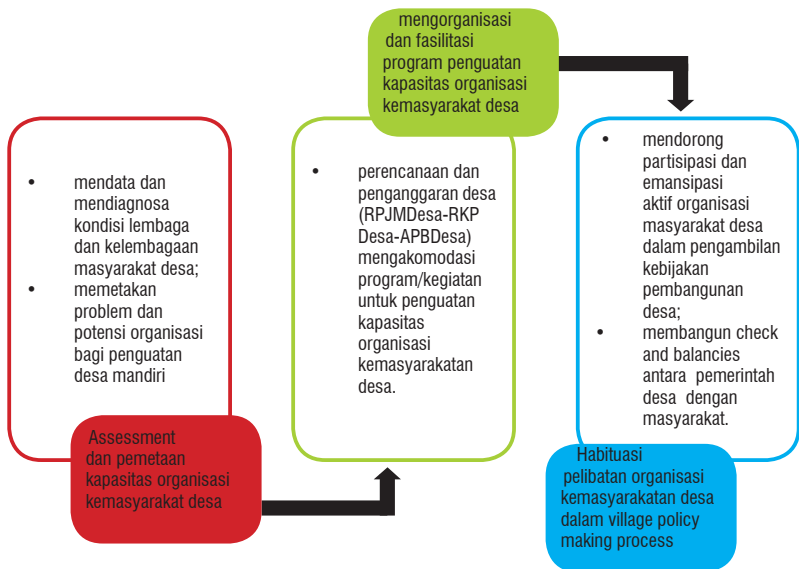 • mendata dan
mendiagnosa
kondisi lembaga
dan kelembagaan
masyarakat desa;
• memetakan
problem dan
potensi organisasi
bagi penguatan
desa mandiri
Assessment
dan pemetaan
kapasitas organisasi
kemasyarakat desa
mengorganisasi
dan fasilitasi
program penguatan
kapasitas organisasi
kemasyarakat desa
• perencanaan dan
penganggaran desa
(RPJMDesa-RKP
Desa-APBDesa)
mengakomodasi
program/kegiatan
untuk penguatan
kapasitas
organisasi
kemasyarakatan
desa.
• mendorong
partisipasi dan
emansipasi
aktif organisasi
masyarakat desa
dalam pengambilan
kebijakan
pembangunan
desa;
• membangun check
and balancies
antara pemerintah
desa dengan
masyarakat.
Habituasi
pelibatan organisasi
kemasyarakatan desa
dalam village policy
making process